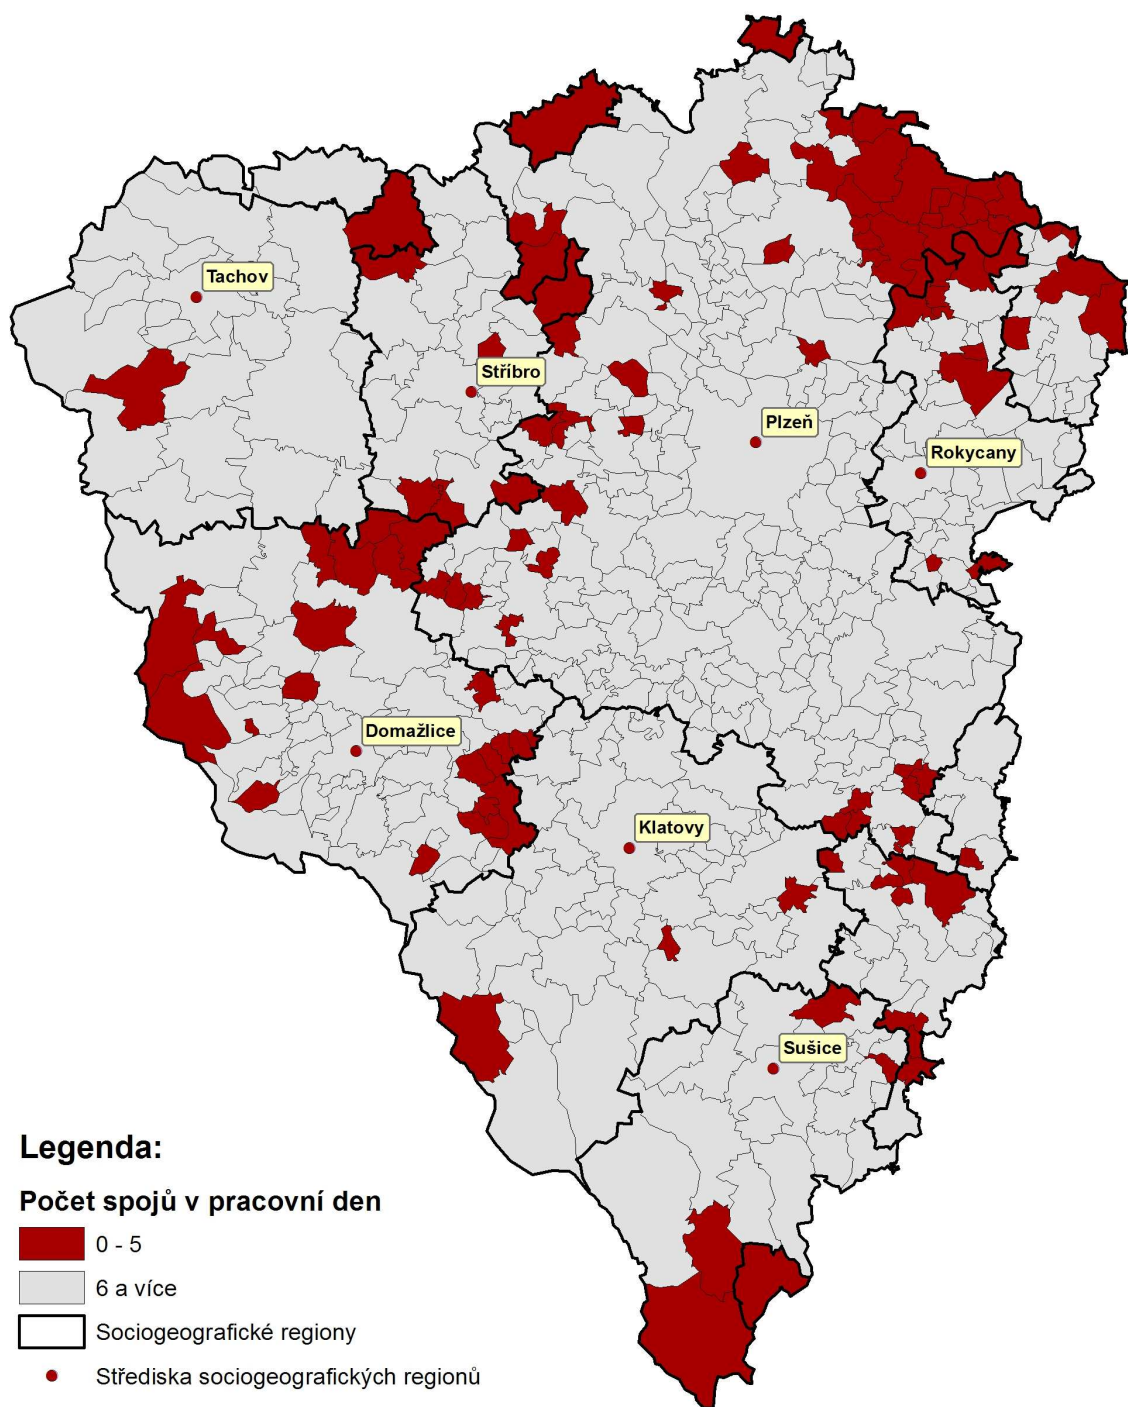 Tachov
Stříbro
Plzeň
Rokycany
Domažlice
Klatovy
Sušice
Legenda:
Počet spojů v pracovní den
0 - 5
6 a více
Sociogeografické regiony
Střediska sociogeografických regionů